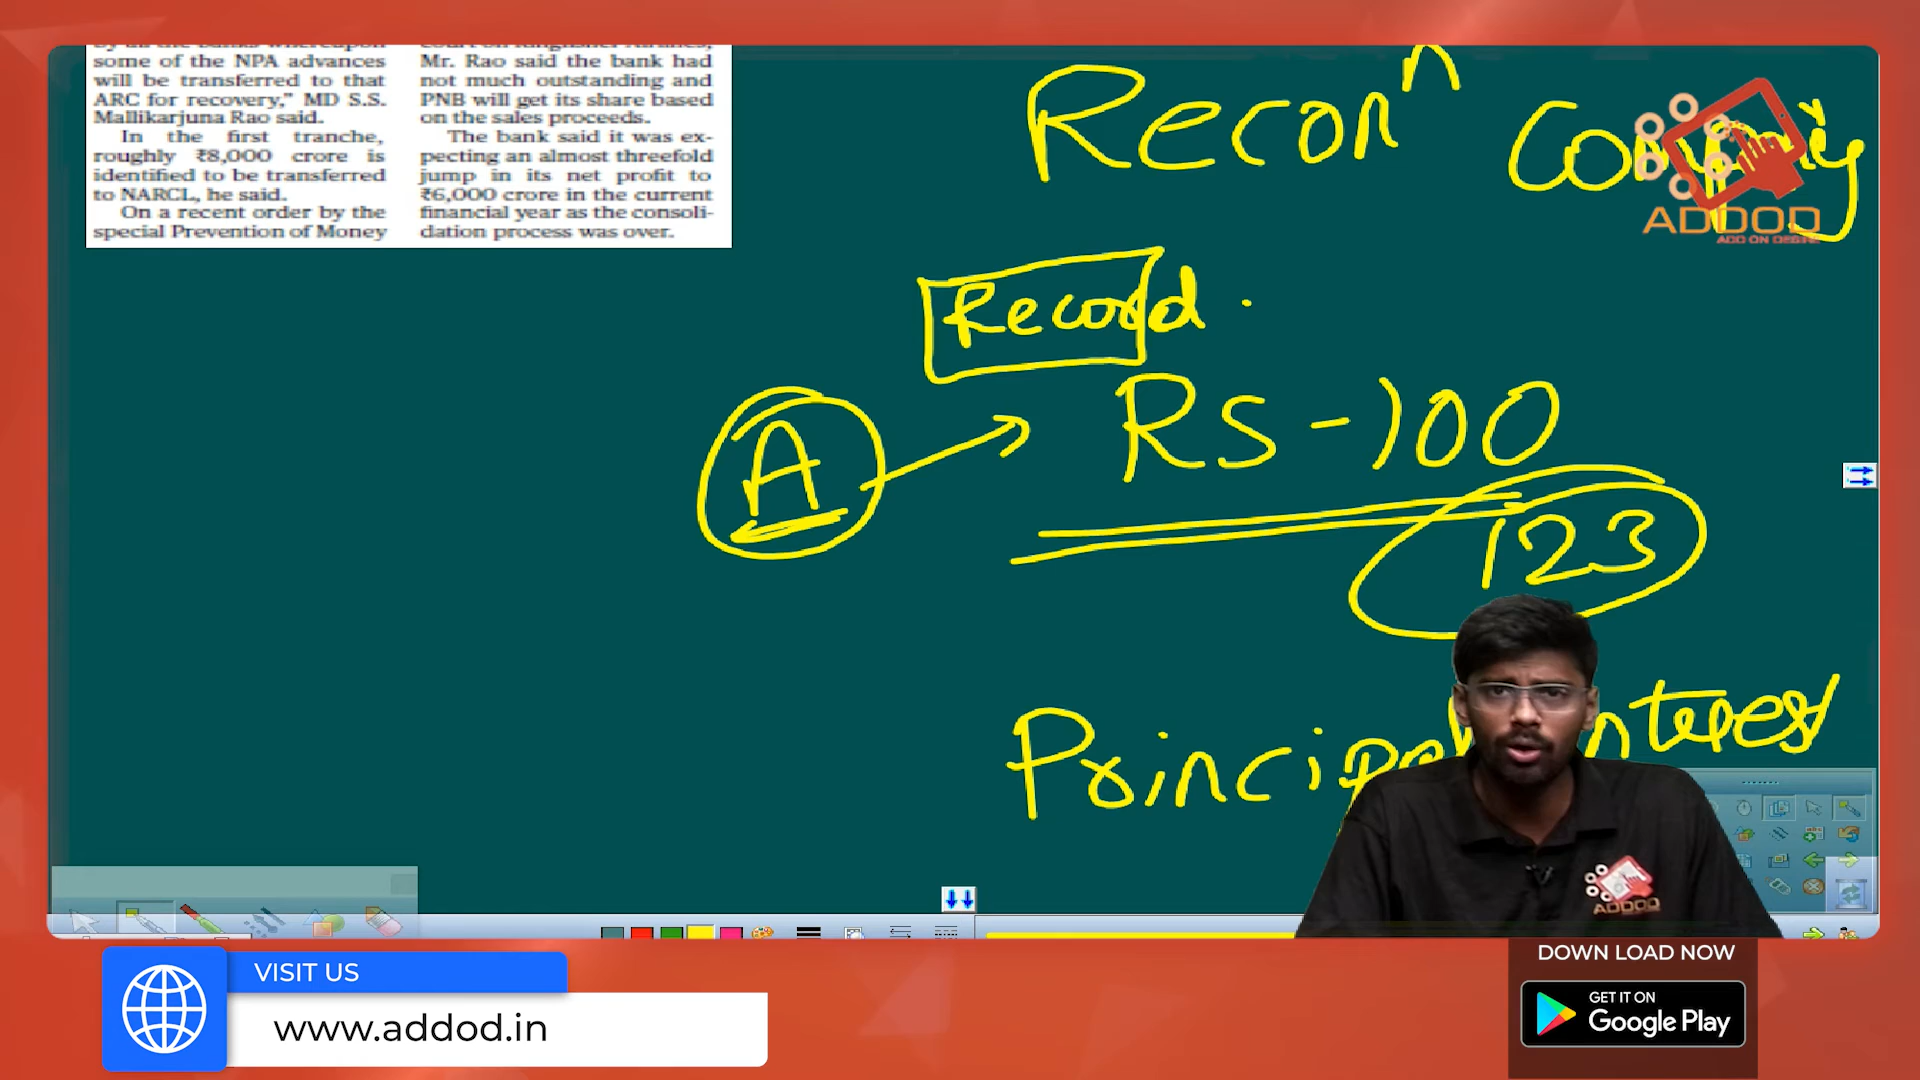 some of the NPA advances
will be transferred to that
ARC for recovery,” MD S.S.
Mallikarjuna Rao said.
In the first tranche,
roughly ₹8,000 crore is
identified to be transferred
to NARCL, he said.
On a recent order by the
special Prevention of Money
Mr. Rao said the bank had
not much outstanding and
PNB will get its share based
on the sales proceeds.
The bank said it was ex-
pecting an almost threefold
jump in its net profit to
₹6,000 crore in the current
financial year as the consoli-
dation process was over.
Reconⁿ
ADDOD
ADD ON DESIRE
Record
A
RS-100
123
ADDOD
VISIT US
www.addod.in
DOWN LOAD NOW
GET IT ON
Google Play